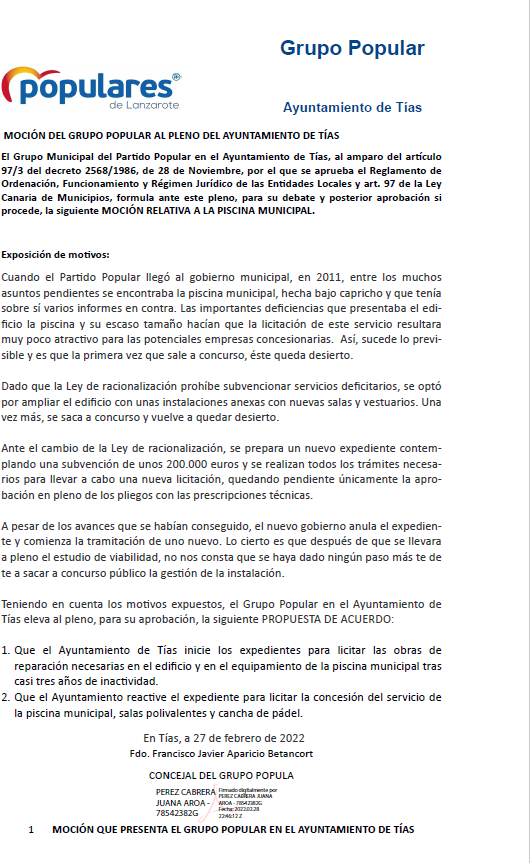 Grupo Popular
populares®
de Lanzarote
Ayuntamiento de Tías
MOCIÓN DEL GRUPO POPULAR AL PLENO DEL AYUNTAMIENTO DE TÍAS
El Grupo Municipal del Partido Popular en el Ayuntamiento de Tías, al amparo del artículo
97/3 del decreto 2568/1986, de 28 de Noviembre, por el que se aprueba el Reglamento de
Ordenación, Funcionamiento y Régimen Jurídico de las Entidades Locales y art. 97 de la Ley
Canaria de Municipios, formula ante este pleno, para su debate y posterior aprobación si
procede, la siguiente MOCIÓN RELATIVA A LA PISCINA MUNICIPAL.
Exposición de motivos:
Cuando el Partido Popular llegó al gobierno municipal, en 2011, entre los muchos
asuntos pendientes se encontraba la piscina municipal, hecha bajo capricho y que tenía
sobre sí varios informes en contra. Las importantes deficiencias que presentaba el edi-
ficio la piscina y su escaso tamaño hacían que la licitación de este servicio resultara
muy poco atractivo para las potenciales empresas concesionarias. Así, sucede lo previ-
sible y es que la primera vez que sale a concurso, éste queda desierto.
Dado que la Ley de racionalización prohíbe subvencionar servicios deficitarios, se optó
por ampliar el edificio con unas instalaciones anexas con nuevas salas y vestuarios. Una
vez más, se saca a concurso y vuelve a quedar desierto.
Ante el cambio de la Ley de racionalización, se prepara un nuevo expediente contem-
plando una subvención de unos 200.000 euros y se realizan todos los trámites necesa-
rios para llevar a cabo una nueva licitación, quedando pendiente únicamente la apro-
bación en pleno de los pliegos con las prescripciones técnicas.
A pesar de los avances que se habían conseguido, el nuevo gobierno anula el expedien-
te y comienza la tramitación de uno nuevo. Lo cierto es que después de que se llevara
a pleno el estudio de viabilidad, no nos consta que se haya dado ningún paso más te de
te a sacar a concurso público la gestión de la instalación.
Teniendo en cuenta los motivos expuestos, el Grupo Popular en el Ayuntamiento de
Tías eleva al pleno, para su aprobación, la siguiente PROPUESTA DE ACUERDO:
1. Que el Ayuntamiento de Tías inicie los expedientes para licitar las obras de
reparación necesarias en el edificio y en el equipamiento de la piscina municipal tras
casi tres años de inactividad.
2. Que el Ayuntamiento reactive el expediente para licitar la concesión del servicio de
la piscina municipal, salas polivalentes y cancha de pádel.
En Tías, a 27 de febrero de 2022
Fdo. Francisco Javier Aparicio Betancort
CONCEJAL DEL GRUPO POPULA
PEREZ CABRERA
JUANA AROA -
78542382G
Firmado digitalmente por
PEREZ CABRERA JUANA
AROA - 78542382G
Fecha: 2022.02.28
22:46:12 Z
1 MOCIÓN QUE PRESENTA EL GRUPO POPULAR EN EL AYUNTAMIENTO DE TÍAS